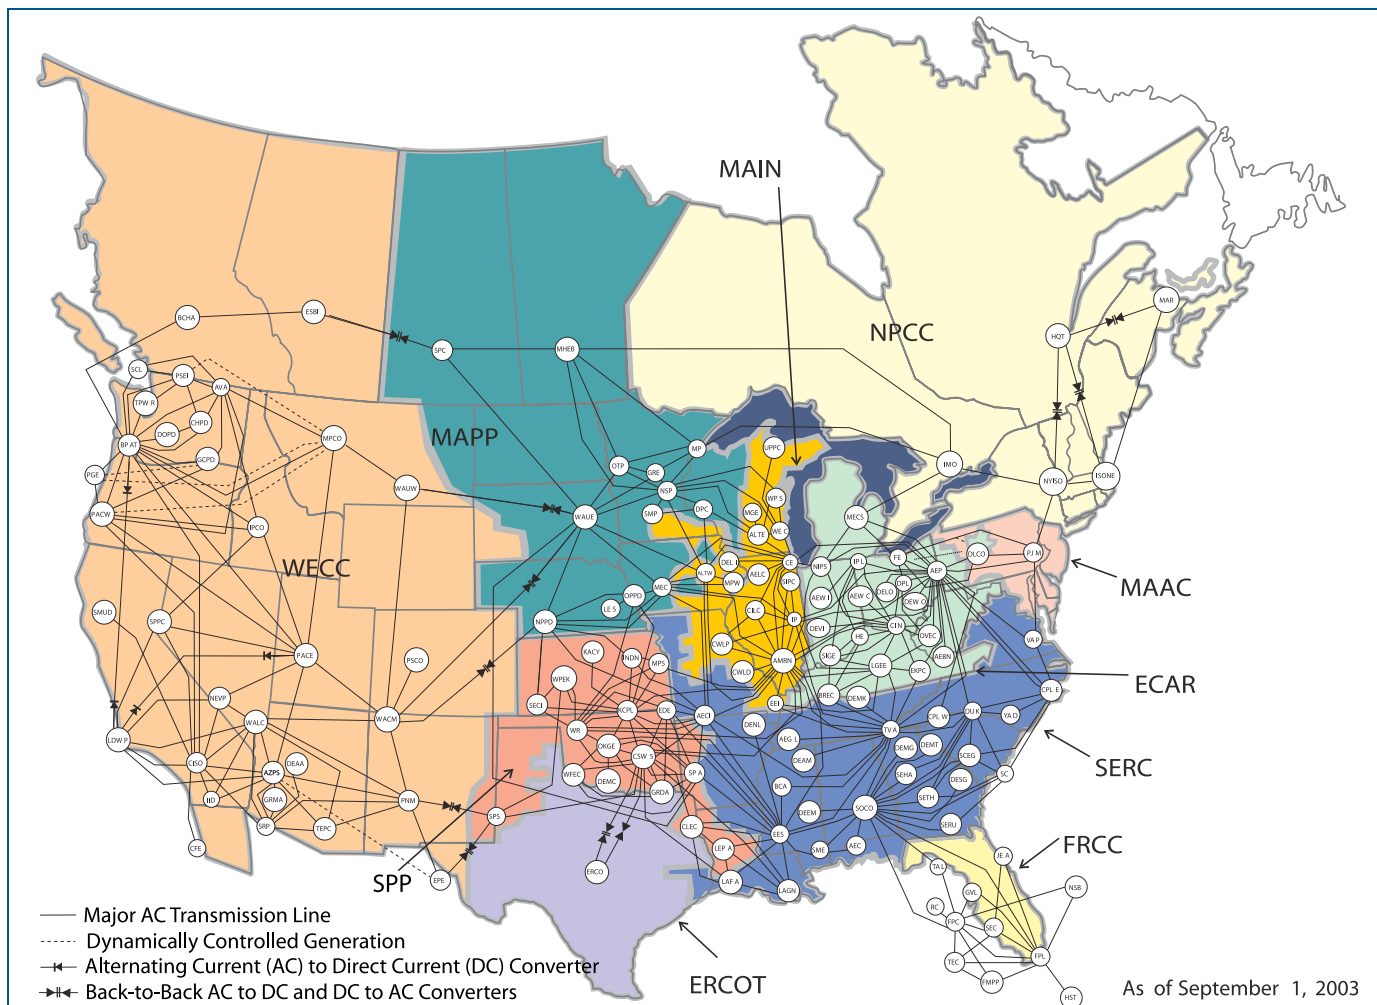 MAIN
NPCC
MAR
HQT
BCHA
ESBI
SPC
MHEB
SCL
PSEI
AVA
TPW R
CHPD
DOPD
BP AT
GCPD
MPCO
MAPP
PGE
PACW
IPCO
WAUW
WECC
OTP
GRE
MP
UPPC
NSP
SMP
DPC
WAUE
WP S
MGE
ALTE
WE C
IMO
NYISO
ISONE
MECS
DLCO
PJ M
MAAC
NIPS
IP L
FE
AEP
CE
DEL I
ALTW
MPW
AELC
SIPC
MEC
OPPD
LE S
NPPD
CILC
IP
AEW I
AEW C
DELO
DPL
DEW O
DEVI
CIN
HE
OVEC
SIGE
LGEE
AEBN
EKPC
BREC
DEMK
VA P
ECAR
SMUD
SPPC
PACE
PSCO
NEVP
WALC
WACM
LDW P
CISO
AZPS
DEAA
IID
GRMA
SRP
TEPC
PNM
CFE
EPE
KACY
INDN
MPS
WPEK
SECI
KCPL
EDE
WR
OKGE
CSW S
WFEC
DEMC
GRDA
SP A
SPS
CWLP
CWLD
AMRN
EEI
AECI
DENL
AEG L
DEAM
BCA
DEEM
EES
SME
AEC
TV A
CPL W
DU K
YA D
CPL E
DEMG
DEMT
SCEG
SEHA
DESG
SC
SETH
SOCO
SERU
SERC
CLEC
LEP A
LAF A
LAGN
ERCO
SPP
ERCOT
FRCC
JE A
TA L
GVL
NSB
RC
FPC
SEC
TEC
FMPP
FPL
HST
Major AC Transmission Line
Dynamically Controlled Generation
Alternating Current (AC) to Direct Current (DC) Converter
Back-to-Back AC to DC and DC to AC Converters
As of September 1, 2003